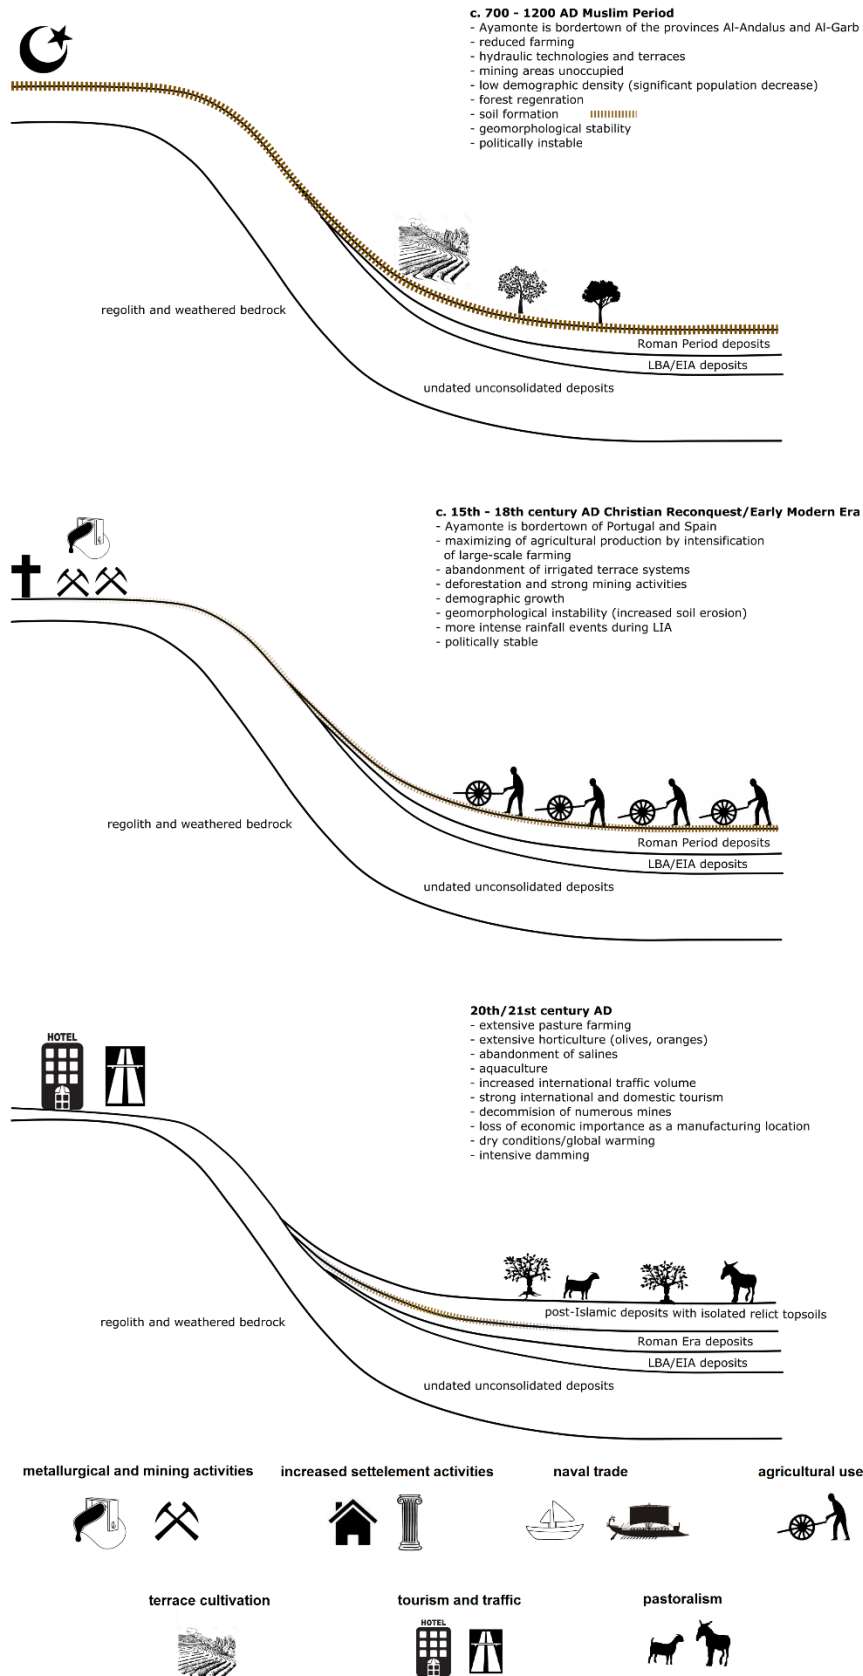 c. 700 - 1200 AD Muslim Period
- Ayamonte is bordertown of the provinces Al-Andalus and Al-Garb
- reduced farming
- hydraulic technologies and terraces
- mining areas unoccupied
- low demographic density (significant population decrease)
- forest regenration
- soil formation
- geomorphological stability
- politically instable
regolith and weathered bedrock
Roman Period deposits
LBA/EIA deposits
undated unconsolidated deposits
c. 15th - 18th century AD Christian Reconquest/Early Modern Era
- Ayamonte is bordertown of Portugal and Spain
- maximizing of agricultural production by intensification
of large-scale farming
- abandonment of irrigated terrace systems
- deforestation and strong mining activities
- demographic growth
- geomorphological instability (increased soil erosion)
- more intense rainfall events during LIA
- politically stable
regolith and weathered bedrock
Roman Period deposits
LBA/EIA deposits
undated unconsolidated deposits
20th/21st century AD
- extensive pasture farming
- extensive horticulture (olives, oranges)
- abandonment of salines
- aquaculture
- increased international traffic volume
- strong international and domestic tourism
- decommision of numerous mines
- loss of economic importance as a manufacturing location
- dry conditions/global warming
- intensive damming
HOTEL
post-Islamic deposits with isolated relict topsoils
regolith and weathered bedrock
Roman Era deposits
LBA/EIA deposits
undated unconsolidated deposits
metallurgical and mining activities
increased settelement activities
naval trade
agricultural use
terrace cultivation
tourism and traffic
pastoralism
HOTEL